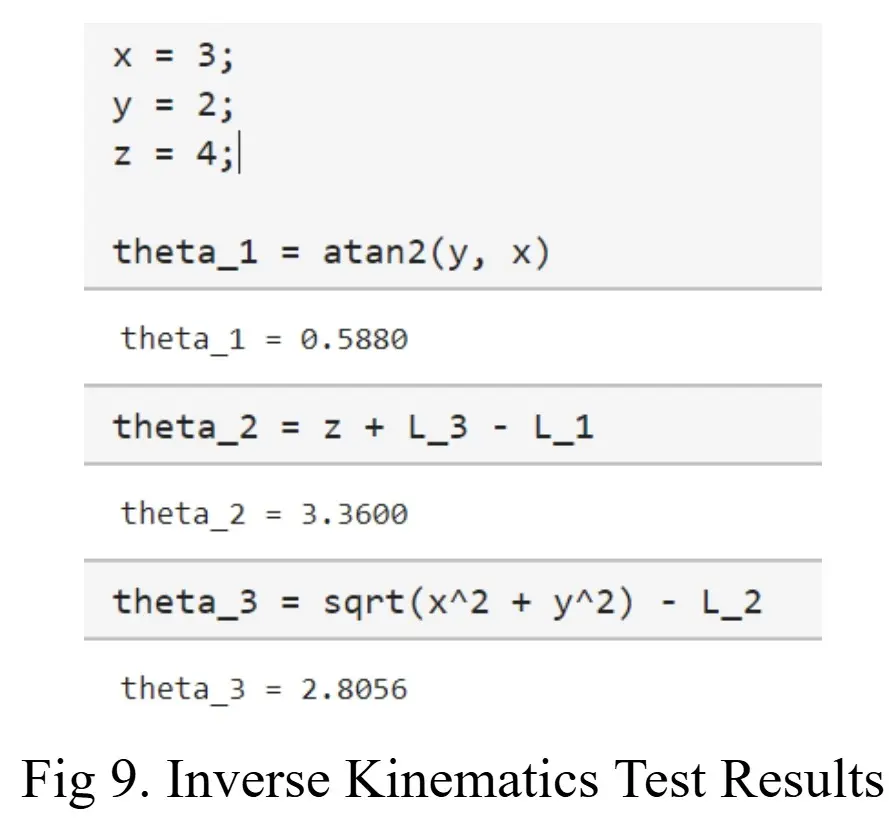 x = 3;
y = 2;
z = 4;
theta_1 = atan2(y, x)
theta_1 = 0.5880
theta_2 = z + L_3 - L_1
theta_2 = 3.3600
theta_3 = sqrt(x^2 + y^2) - L_2
theta_3 = 2.8056
Fig 9. Inverse Kinematics Test Results